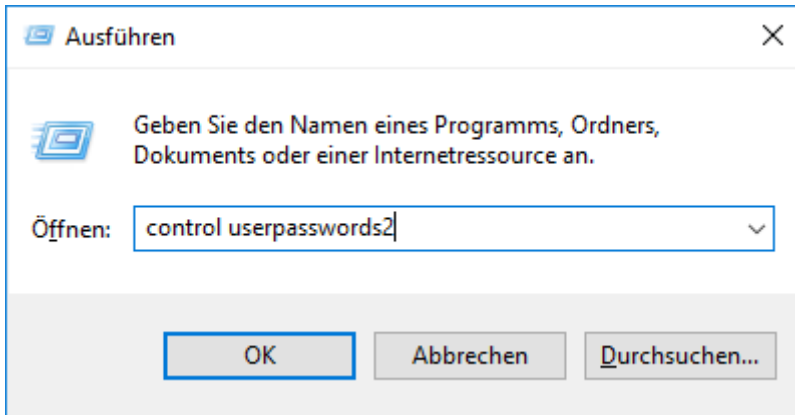 Ausführen
Geben Sie den Namen eines Programms, Ordners,
Dokuments oder einer Internetressource an.
Öffnen: control userpasswords2
OK Abbrechen Durchsuchen...